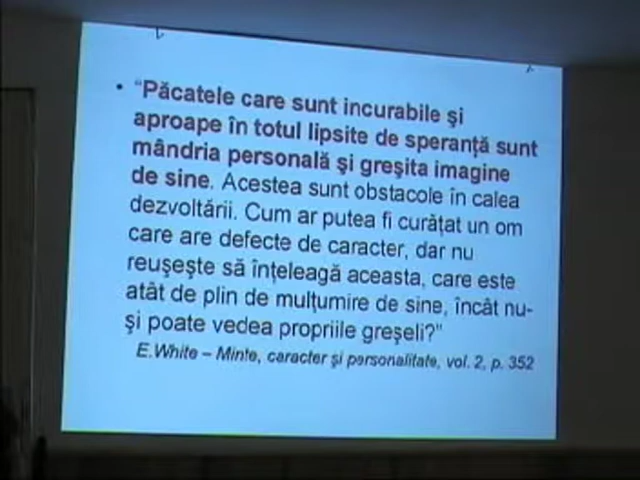 • “Păcatele care sunt incurabile şi
aproape în totul lipsite de speranţă sunt
mândria personală şi greşita imagine
de sine. Acestea sunt obstacole în calea
dezvoltării. Cum ar putea fi curăţat un om
care are defecte de caracter, dar nu
reuşeşte să înţeleagă aceasta, care este
atât de plin de mulţumire de sine, încât nu-
şi poate vedea propriile greşeli?”
E.White – Minte, caracter şi personalitate, vol. 2, p. 352